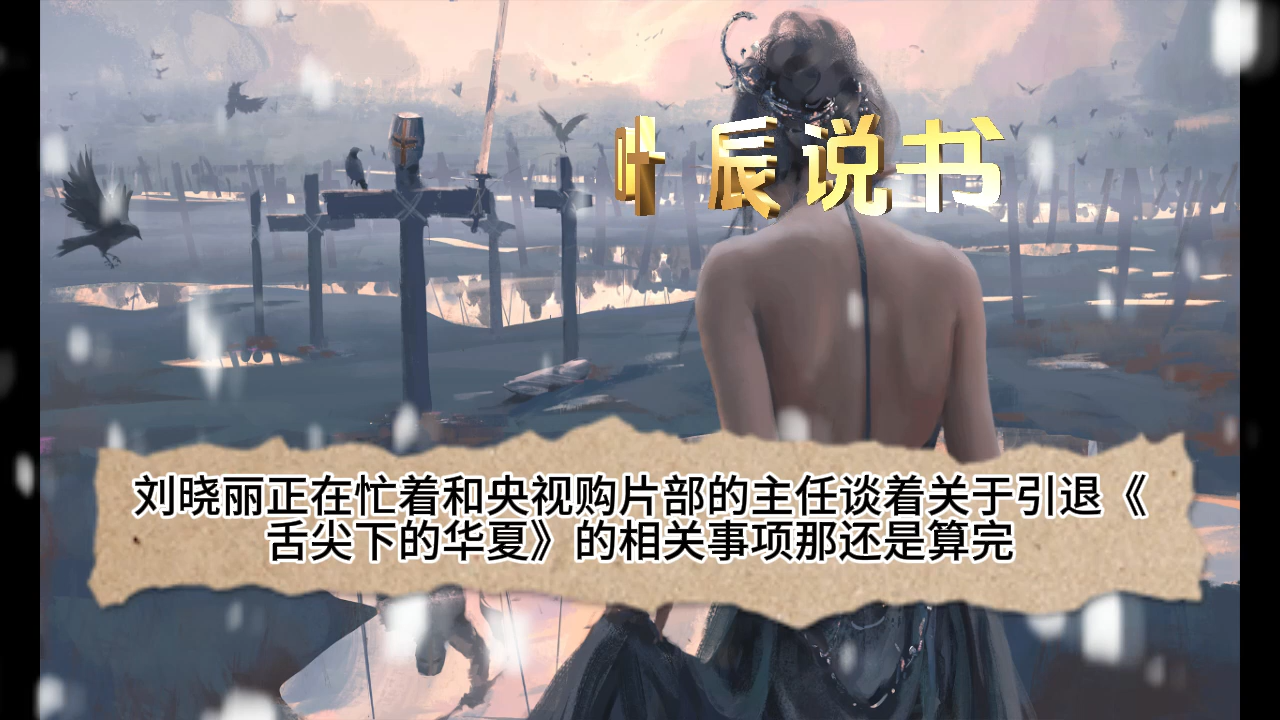 叶辰说书
刘晓丽正在忙着和央视购片部的主任谈着关于引退《
舌尖下的华夏》的相关事项那还是算完